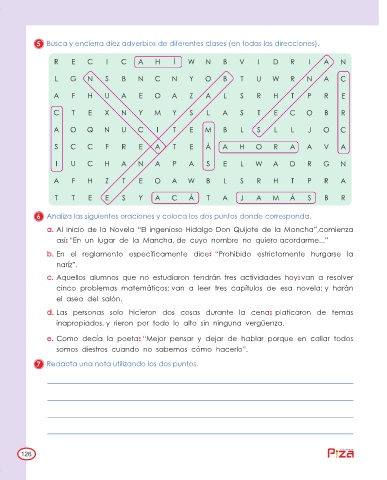 5 Busca y encierra diez adverbios de diferentes clases (en todas las direcciones).
R E C I C A H Í W N B V I D R I A N
L G N S B N C N Y O B T U W R N A C
A F H U A E O A Z A L S R H T P R E
C T E X N Y M Y S L A S T E C O B R
A O Q N U C I T E M B L S L L J O C
S C C F R E A T E Á A H O R A A V A
I U C H A N A P A S E L W A D R G N
A F H Z T E O A W B L S R H T P R A
T T E E S Y A C Á T A J A M Á S B R
6 Analiza las siguientes oraciones y coloca los dos puntos donde corresponda.
a. Al inicio de la Novela "El ingenioso Hidalgo Don Quijote de la Mancha",comienza
así: "En un lugar de la Mancha, de cuyo nombre no quiero acordarme..."
b. En el reglamento específicamente dice: "Prohibido estrictamente hurgarse la
nariz".
c. Aquellos alumnos que no estudiaron tendrán tres actividades hoy:van a resolver
cinco problemas matemáticos; van a leer tres capítulos de esa novela; y harán
el aseo del salón.
d. Las personas solo hicieron dos cosas durante la cena: platicaron de temas
inapropiados, y rieron por todo lo alto sin ninguna vergüenza.
e. Como decía la poeta: "Mejor pensar y dejar de hablar porque en callar todos
somos diestros cuando no sabemos cómo hacerlo".
7 Redacta una nota utilizando los dos puntos.
126